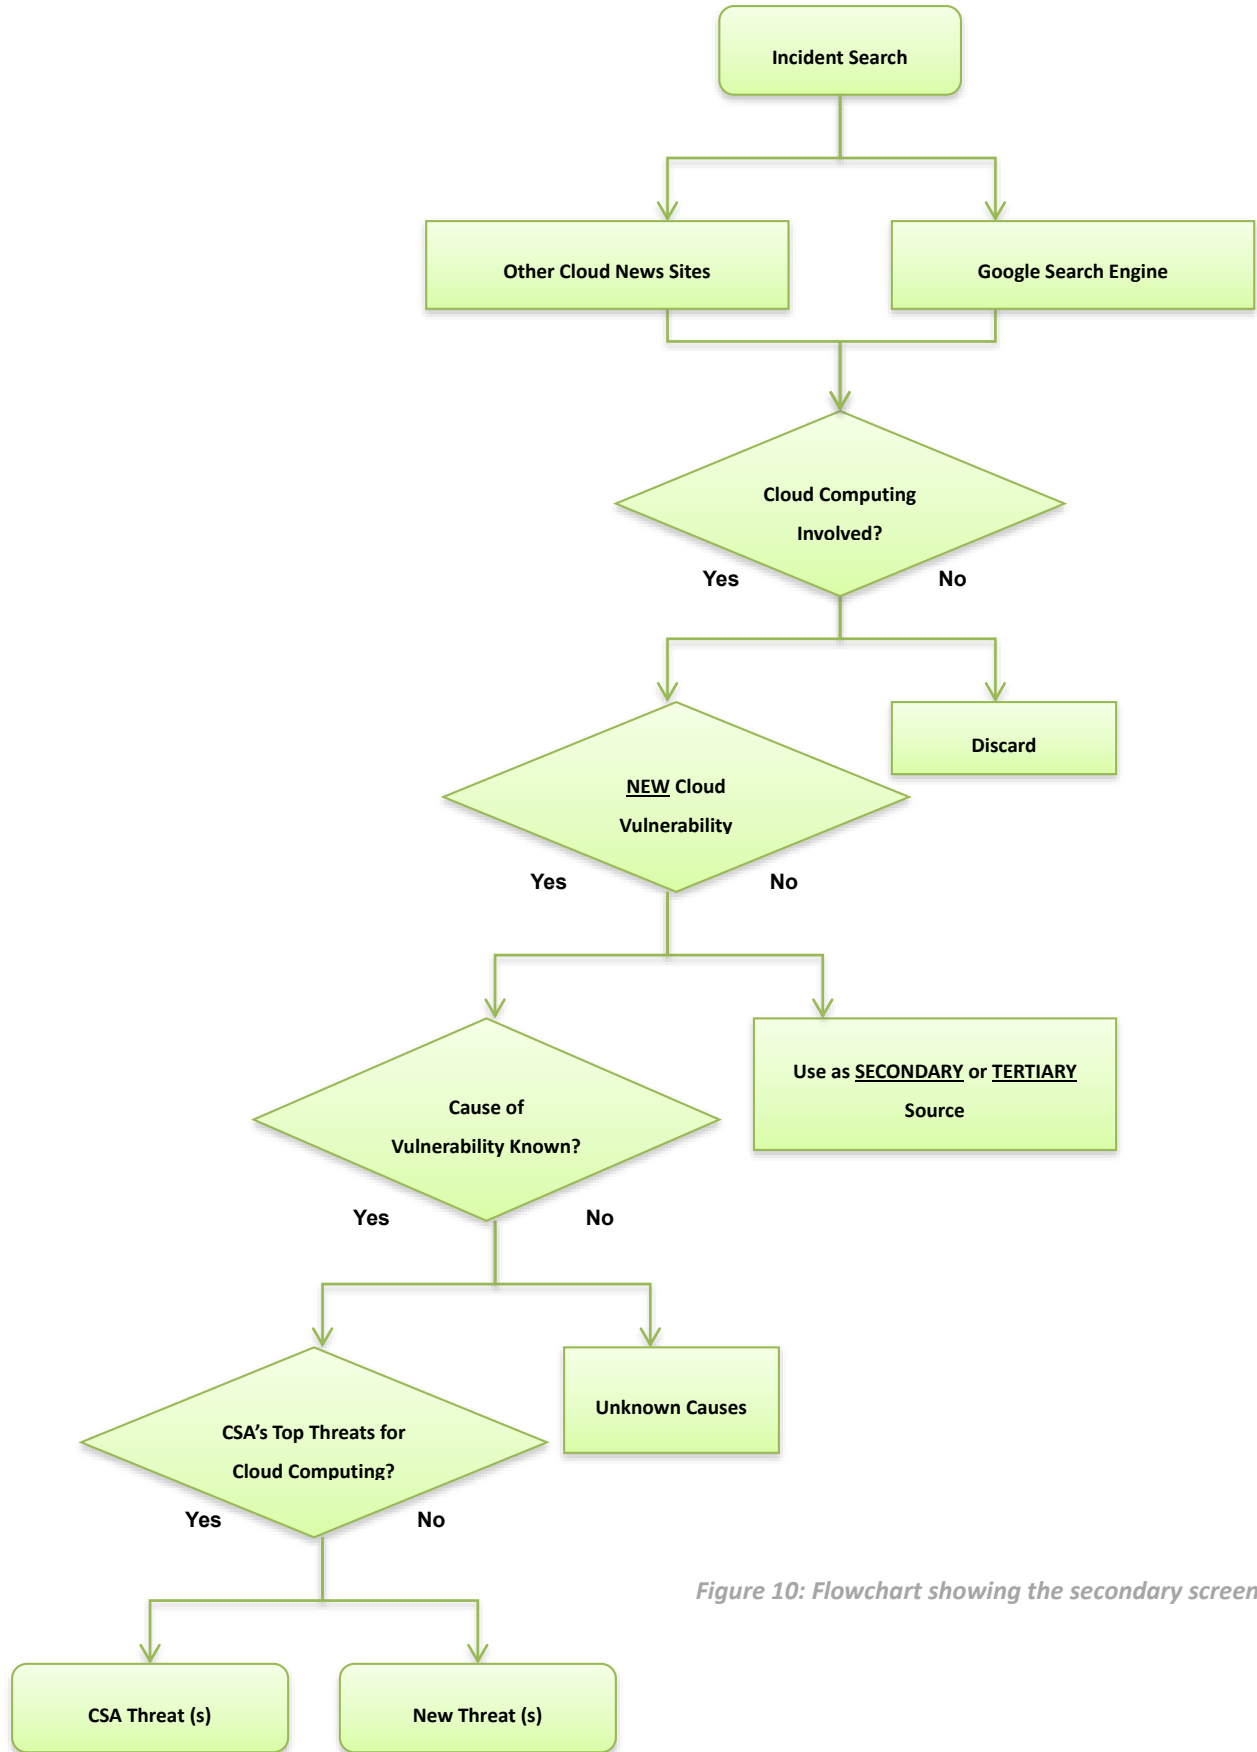 Incident Search
Other Cloud News Sites
Google Search Engine
Cloud Computing
Involved?
Yes
No
Discard
NEW Cloud
Vulnerability
Yes
No
Use as SECONDARY or TERTIARY
Source
Cause of
Vulnerability Known?
Yes
No
Unknown Causes
CSA’s Top Threats for
Cloud Computing?
Yes
No
Figure 10: Flowchart showing the secondary screen
CSA Threat (s)
New Threat (s)